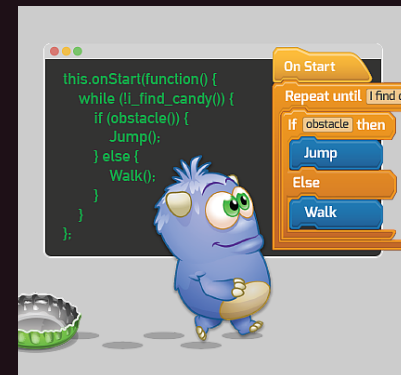 this.onStart(function() {
while (!i_find_candy()) {
if (obstacle()) {
Jump();
} else {
Walk();
}
}
};
On Start
Repeat until I find
If obstacle then
Jump
Else
Walk